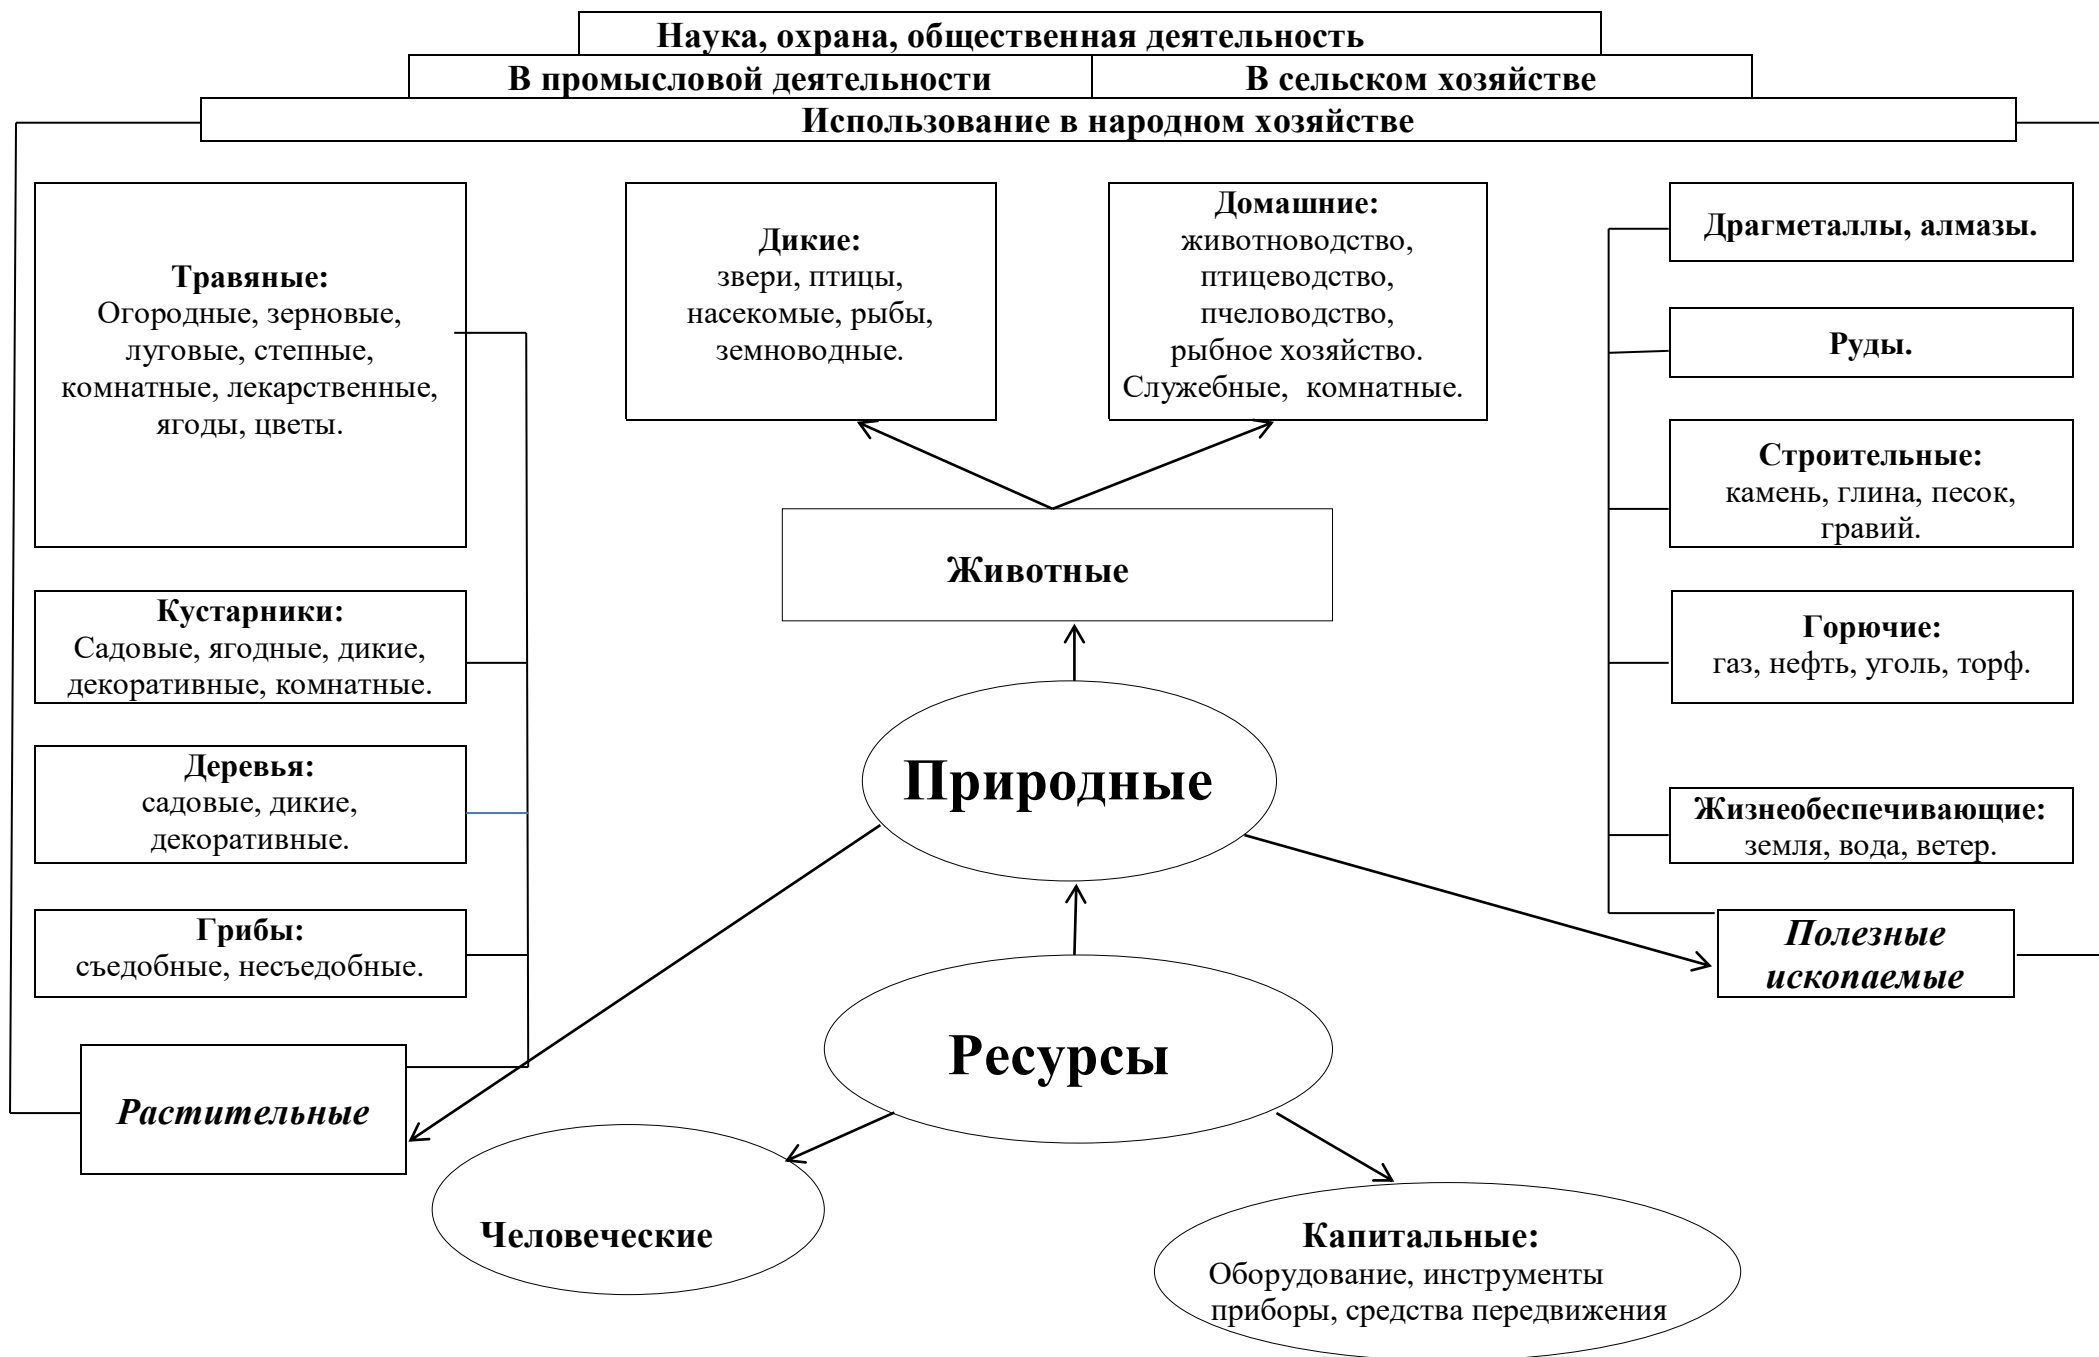 Наука, охрана, общественная деятельность
В промысловой деятельности
В сельском хозяйстве
Использование в народном хозяйстве
Травяные:
Огородные, зерновые,
луговые, степные,
комнатные, лекарственные,
ягоды, цветы.
Кустарники:
Садовые, ягодные, дикие,
декоративные, комнатные.
Деревья:
садовые, дикие,
декоративные.
Грибы:
съедобные, несъедобные.
Растительные
Дикие:
звери, птицы,
насекомые, рыбы,
земноводные.
Домашние:
животноводство,
птицеводство,
пчеловодство,
рыбное хозяйство.
Служебные, комнатные.
Животные
Природные
Ресурсы
Человеческие
Капитальные:
Оборудование, инструменты
приборы, средства передвижения
Драгметаллы, алмазы.
Руды.
Строительные:
камень, глина, песок,
гравий.
Горючие:
газ, нефть, уголь, торф.
Жизнеобеспечивающие:
земля, вода, ветер.
Полезные
ископаемые